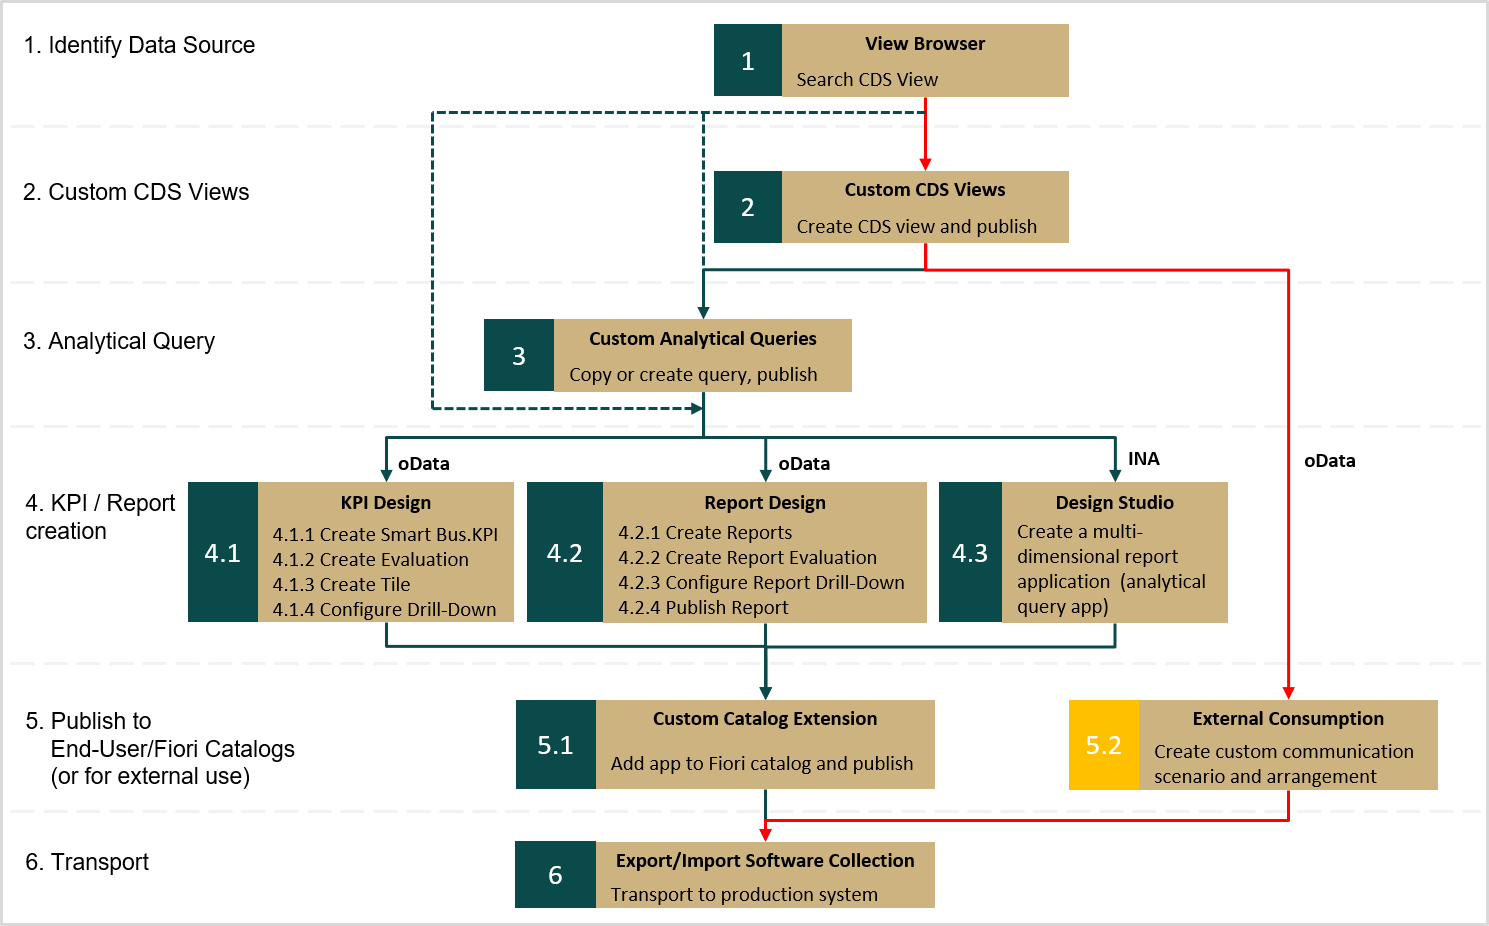 1. Identify Data Source
1
View Browser
Search CDS View
2. Custom CDS Views
2
Custom CDS Views
Create CDS view and publish
3. Analytical Query
3
Custom Analytical Queries
Copy or create query, publish
oData
oData
INA
oData
4. KPI / Report
creation
4.1
KPI Design
4.1.1 Create Smart Bus.KPI
4.1.2 Create Evaluation
4.1.3 Create Tile
4.1.4 Configure Drill-Down
4.2
Report Design
4.2.1 Create Reports
4.2.2 Create Report Evaluation
4.2.3 Configure Report Drill-Down
4.2.4 Publish Report
4.3
Design Studio
Create a multi-
dimensional report
application (analytical
query app)
5. Publish to
End-User/Fiori Catalogs
(or for external use)
5.1
Custom Catalog Extension
Add app to Fiori catalog and publish
5.2
External Consumption
Create custom communication
scenario and arrangement
6. Transport
6
Export/Import Software Collection
Transport to production system